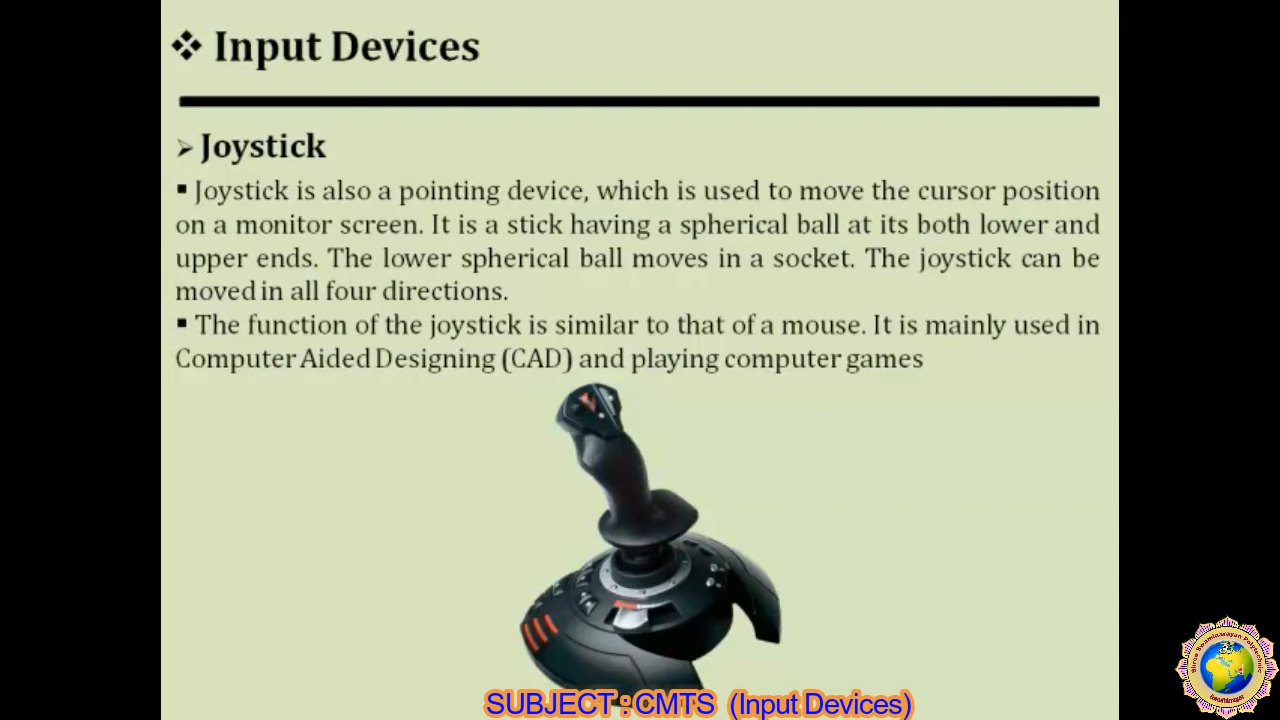 ❖ Input Devices
➢ Joystick
▪ Joystick is also a pointing device, which is used to move the cursor position
on a monitor screen. It is a stick having a spherical ball at its both lower and
upper ends. The lower spherical ball moves in a socket. The joystick can be
moved in all four directions.
▪ The function of the joystick is similar to that of a mouse. It is mainly used in
Computer Aided Designing (CAD) and playing computer games
SUBJECT : CMTS (Input Devices)